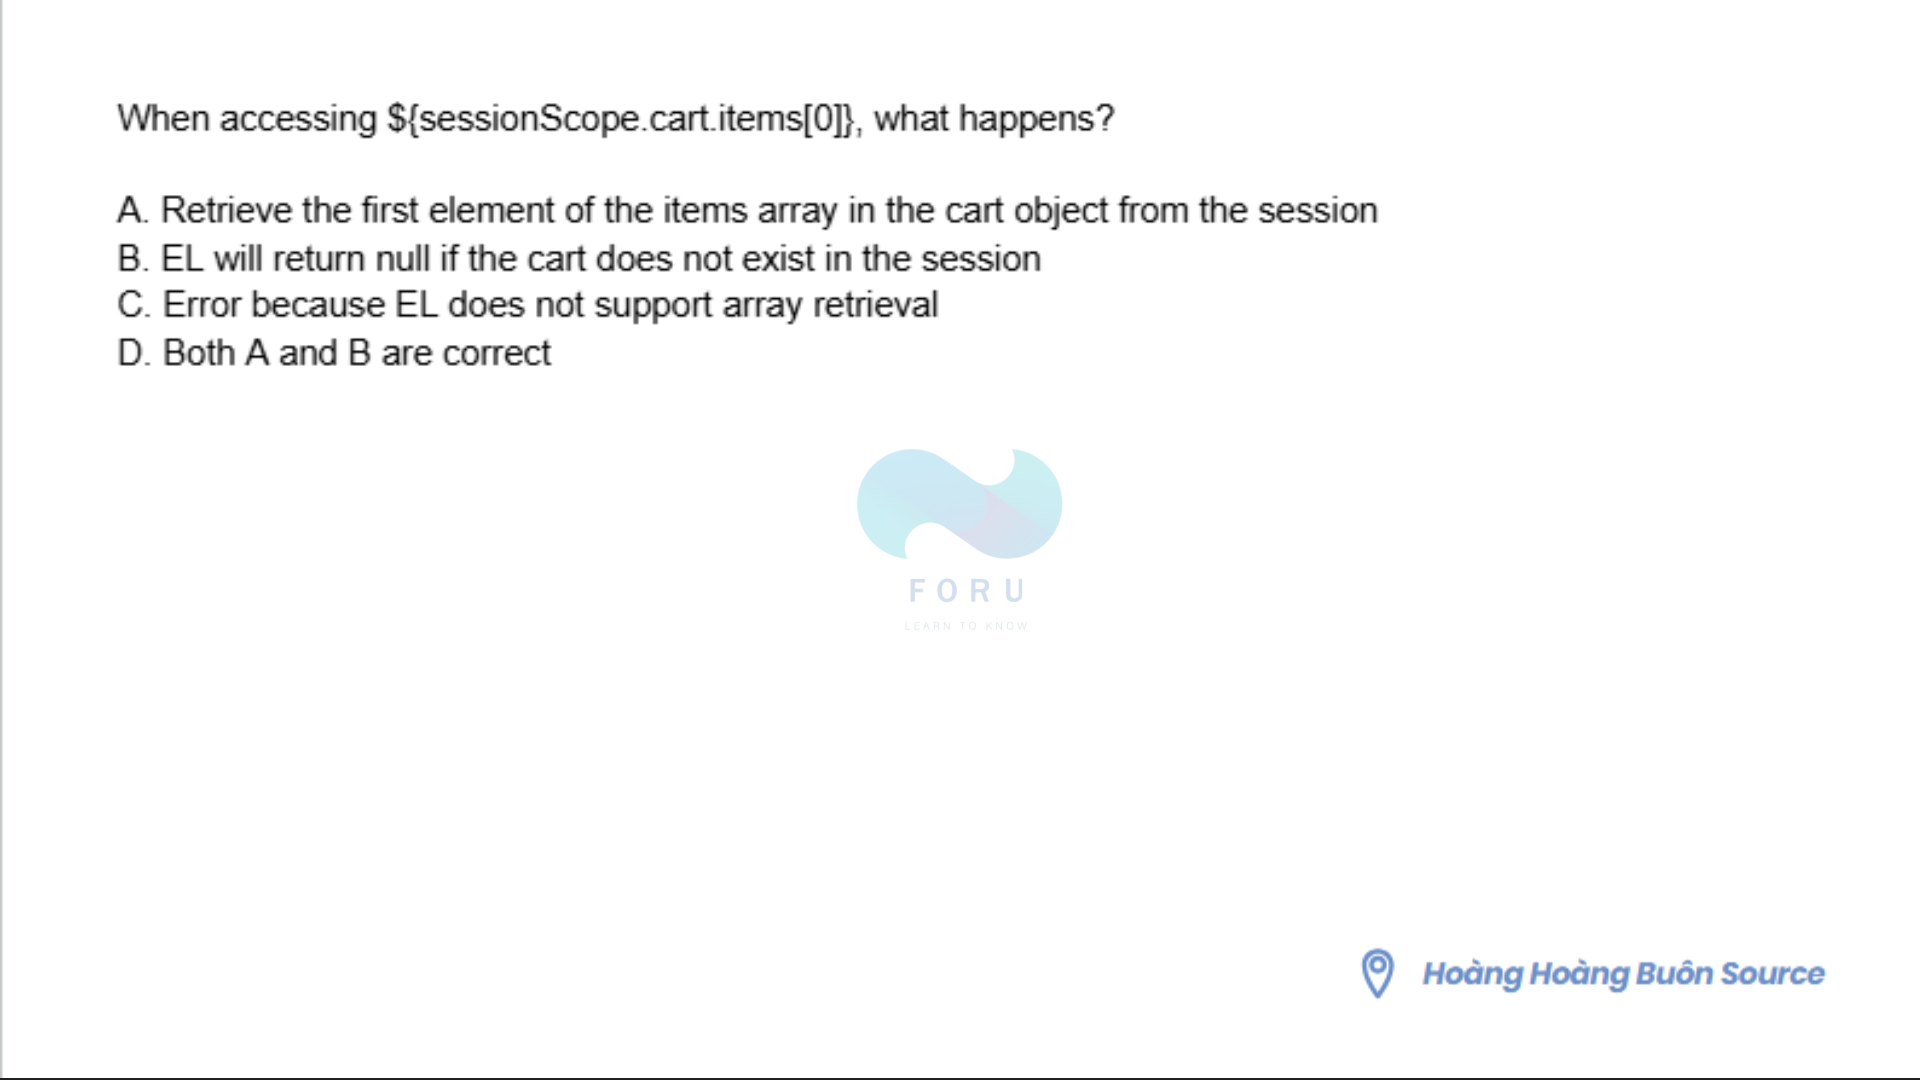 When accessing ${sessionScope.cart.items[0]}, what happens?
A. Retrieve the first element of the items array in the cart object from the session
B. EL will return null if the cart does not exist in the session
C. Error because EL does not support array retrieval
D. Both A and B are correct
FORU
LEARN TO KNOW
Hoàng Hoàng Buôn Source